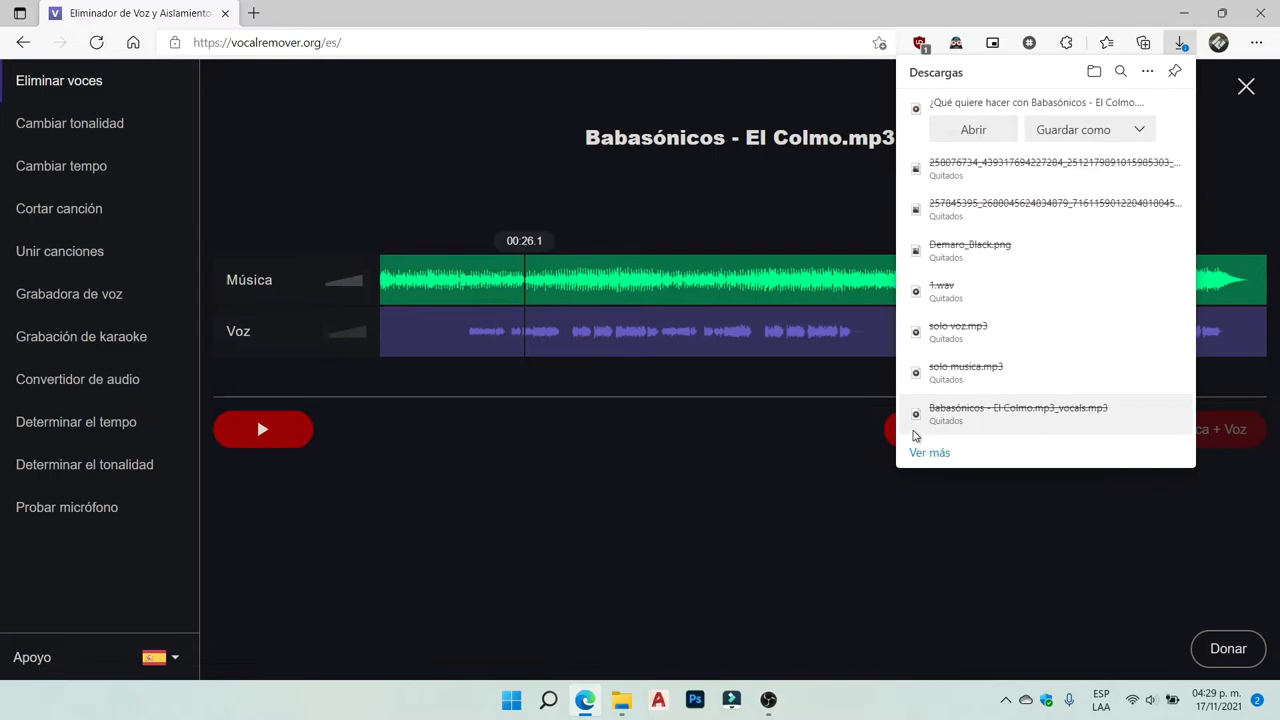 Eliminador de Voz y Aislamiento
https://vocalremover.org/es/
1
Eliminar voces
Cambiar tonalidad
Cambiar tempo
Cortar canción
Unir canciones
Grabadora de voz
Grabación de karaoke
Convertidor de audio
Determinar el tempo
Determinar el tonalidad
Probar micrófono
Apoyo
Babasónicos - El Colmo.mp3
00:26.1
Música
Voz
Descargas
¿Qué quiere hacer con Babasónicos - El Colmo....
Abrir
Guardar como
258076734_439317694227284_2512179891015985303_...
Quitados
257845395_2688045624834879_7161159012204818045...
Quitados
Demaro_Black.png
Quitados
1.wav
Quitados
solo voz.mp3
Quitados
solo musica.mp3
Quitados
Babasónicos - El Colmo.mp3_vocals.mp3
Quitados
Ver más
ca + Voz
Donar
ESP
LAA
04:29 p. m.
17/11/2021
2